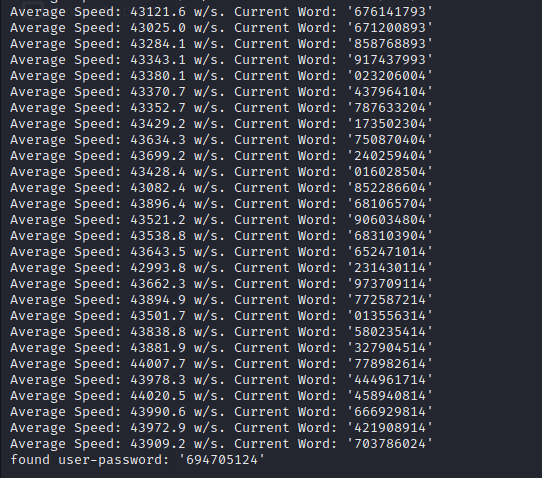 Average Speed: 43121.6 w/s. Current Word: '676141793'
Average Speed: 43025.0 w/s. Current Word: '671200893'
Average Speed: 43284.1 w/s. Current Word: '858768893'
Average Speed: 43343.1 w/s. Current Word: '917437993'
Average Speed: 43380.1 w/s. Current Word: '023206004'
Average Speed: 43370.7 w/s. Current Word: '437964104'
Average Speed: 43352.7 w/s. Current Word: '787633204'
Average Speed: 43429.2 w/s. Current Word: '173502304'
Average Speed: 43634.3 w/s. Current Word: '750870404'
Average Speed: 43699.2 w/s. Current Word: '240259404'
Average Speed: 43428.4 w/s. Current Word: '016028504'
Average Speed: 43082.4 w/s. Current Word: '852286604'
Average Speed: 43896.4 w/s. Current Word: '681065704'
Average Speed: 43521.2 w/s. Current Word: '906034804'
Average Speed: 43538.8 w/s. Current Word: '683103904'
Average Speed: 43643.5 w/s. Current Word: '652471014'
Average Speed: 42993.8 w/s. Current Word: '231430114'
Average Speed: 43662.3 w/s. Current Word: '973709114'
Average Speed: 43894.9 w/s. Current Word: '772587214'
Average Speed: 43501.7 w/s. Current Word: '013556314'
Average Speed: 43838.8 w/s. Current Word: '580235414'
Average Speed: 43881.9 w/s. Current Word: '327904514'
Average Speed: 44007.7 w/s. Current Word: '778982614'
Average Speed: 43978.3 w/s. Current Word: '444961714'
Average Speed: 44020.5 w/s. Current Word: '458940814'
Average Speed: 43990.6 w/s. Current Word: '666929814'
Average Speed: 43972.9 w/s. Current Word: '421908914'
Average Speed: 43909.2 w/s. Current Word: '703786024'
found user-password: '694705124'